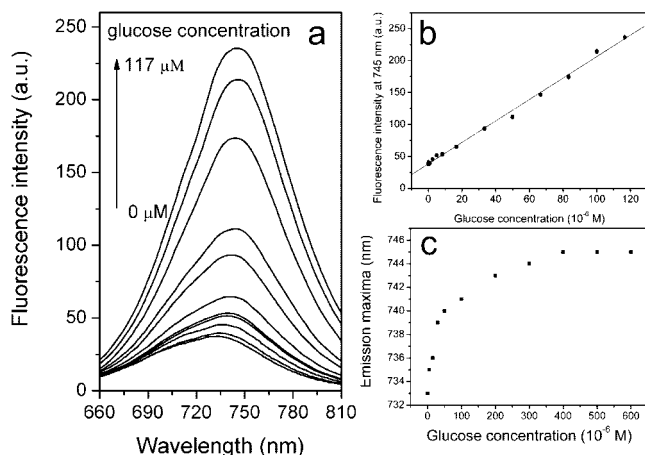 glucose concentration
a
117 μM
0 μM
Fluorescence intensity (a.u.)
250
200
150
100
50
0
660 690 720 750 780 810
Wavelength (nm)
b
Fluorescence intensity at 745 nm (a.u.)
250
200
150
100
50
0
0 20 40 60 80 100 120
Glucose concentration (10⁻⁶ M)
c
Emission maxima (nm)
746
744
742
740
738
736
734
732
0 100 200 300 400 500 600
Glucose concentration (10⁻⁶ M)